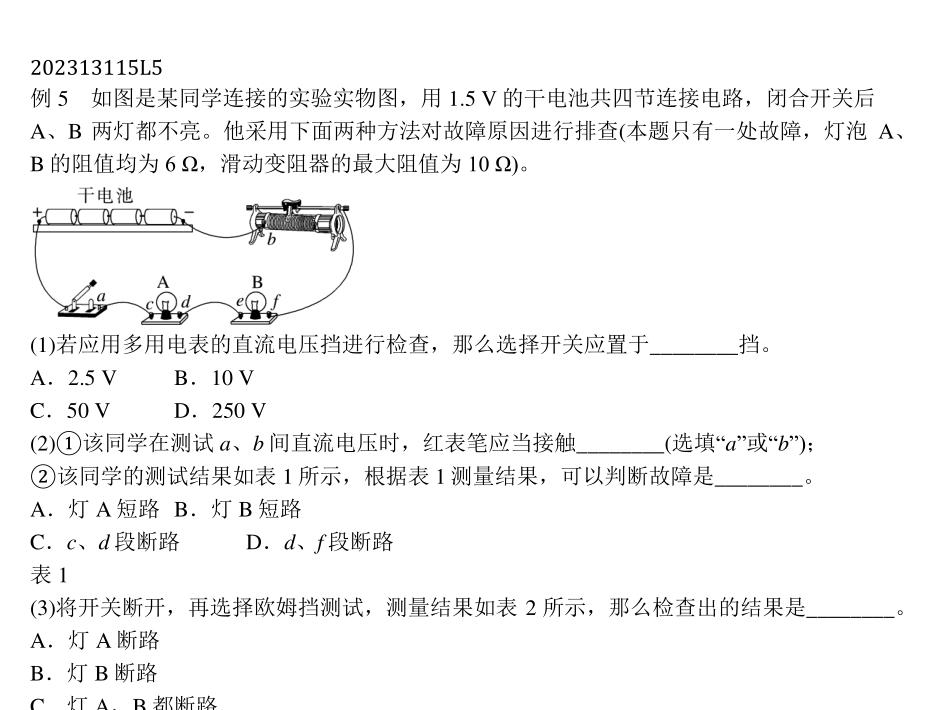 202313115L5
例 5　如图是某同学连接的实验实物图，用 1.5 V 的干电池共四节连接电路，闭合开关后
A、B 两灯都不亮。他采用下面两种方法对故障原因进行排查(本题只有一处故障，灯泡 A、
B 的阻值均为 6 Ω，滑动变阻器的最大阻值为 10 Ω)。
干电池
+ −
b
A B
a c d e f
(1)若应用多用电表的直流电压挡进行检查，那么选择开关应置于________挡。
A．2.5 V B．10 V
C．50 V D．250 V
(2)①该同学在测试 a、b 间直流电压时，红表笔应当接触________(选填“a”或“b”)；
②该同学的测试结果如表 1 所示，根据表 1 测量结果，可以判断故障是________。
A．灯 A 短路 B．灯 B 短路
C．c、d 段断路 D．d、f 段断路
表 1
(3)将开关断开，再选择欧姆挡测试，测量结果如表 2 所示，那么检查出的结果是________。
A．灯 A 断路
B．灯 B 断路
C．灯 A、B 都断路